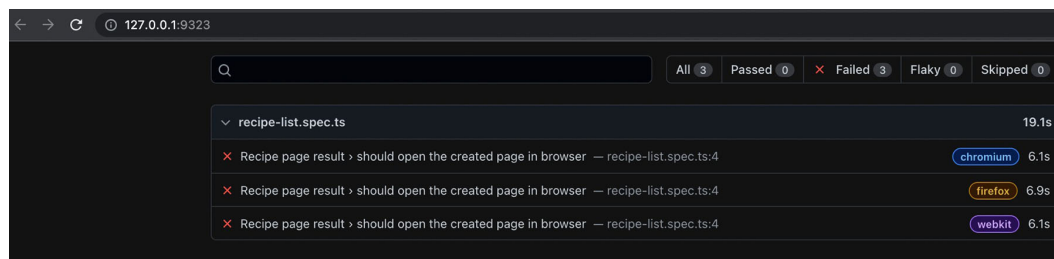 127.0.0.1:9323
All 3 Passed 0 Failed 3 Flaky 0 Skipped 0
recipe-list.spec.ts 19.1s
Recipe page result › should open the created page in browser — recipe-list.spec.ts:4 chromium 6.1s
Recipe page result › should open the created page in browser — recipe-list.spec.ts:4 firefox 6.9s
Recipe page result › should open the created page in browser — recipe-list.spec.ts:4 webkit 6.1s